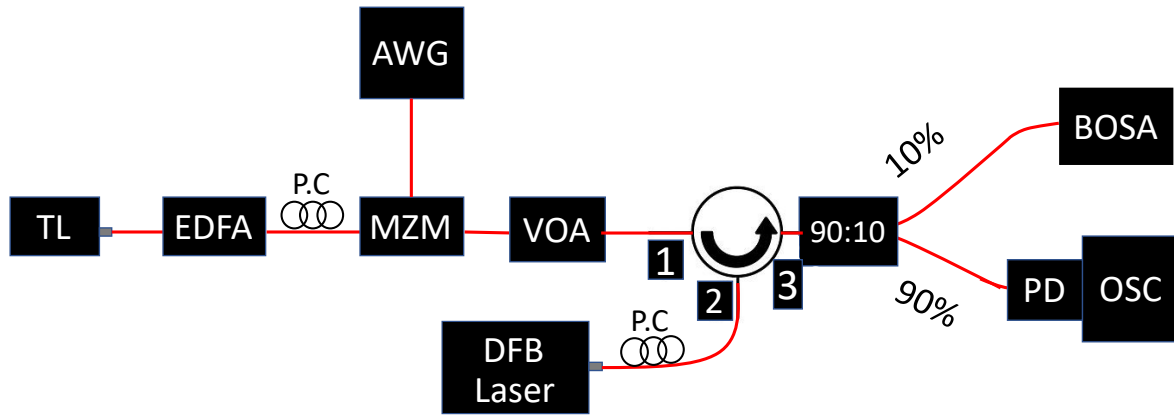 AWG
BOSA
10%
P.C
TL
EDFA
MZM
VOA
90:10
1
2
3
90%
PD
OSC
P.C
DFB
Laser